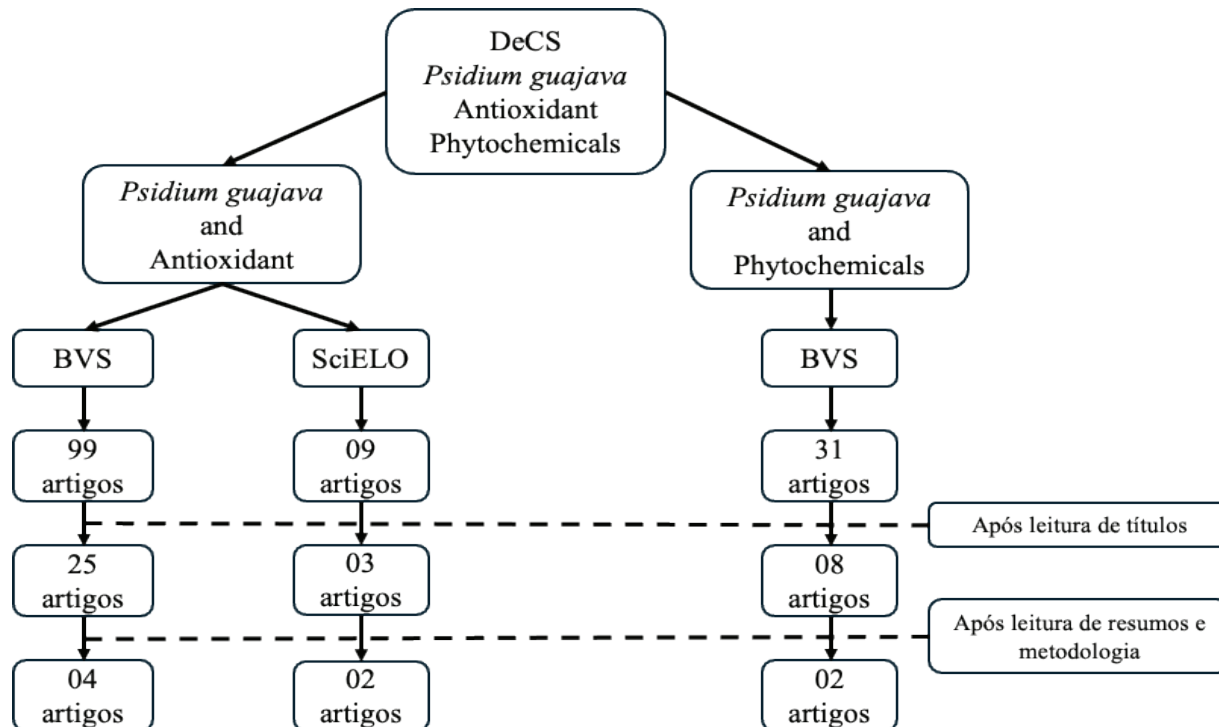 DeCS
Psidium guajava
Antioxidant
Phytochemicals
Psidium guajava
and
Antioxidant
Psidium guajava
and
Phytochemicals
BVS
SciELO
BVS
99
artigos
09
artigos
31
artigos
Após leitura de títulos
25
artigos
03
artigos
08
artigos
Após leitura de resumos e
metodologia
04
artigos
02
artigos
02
artigos